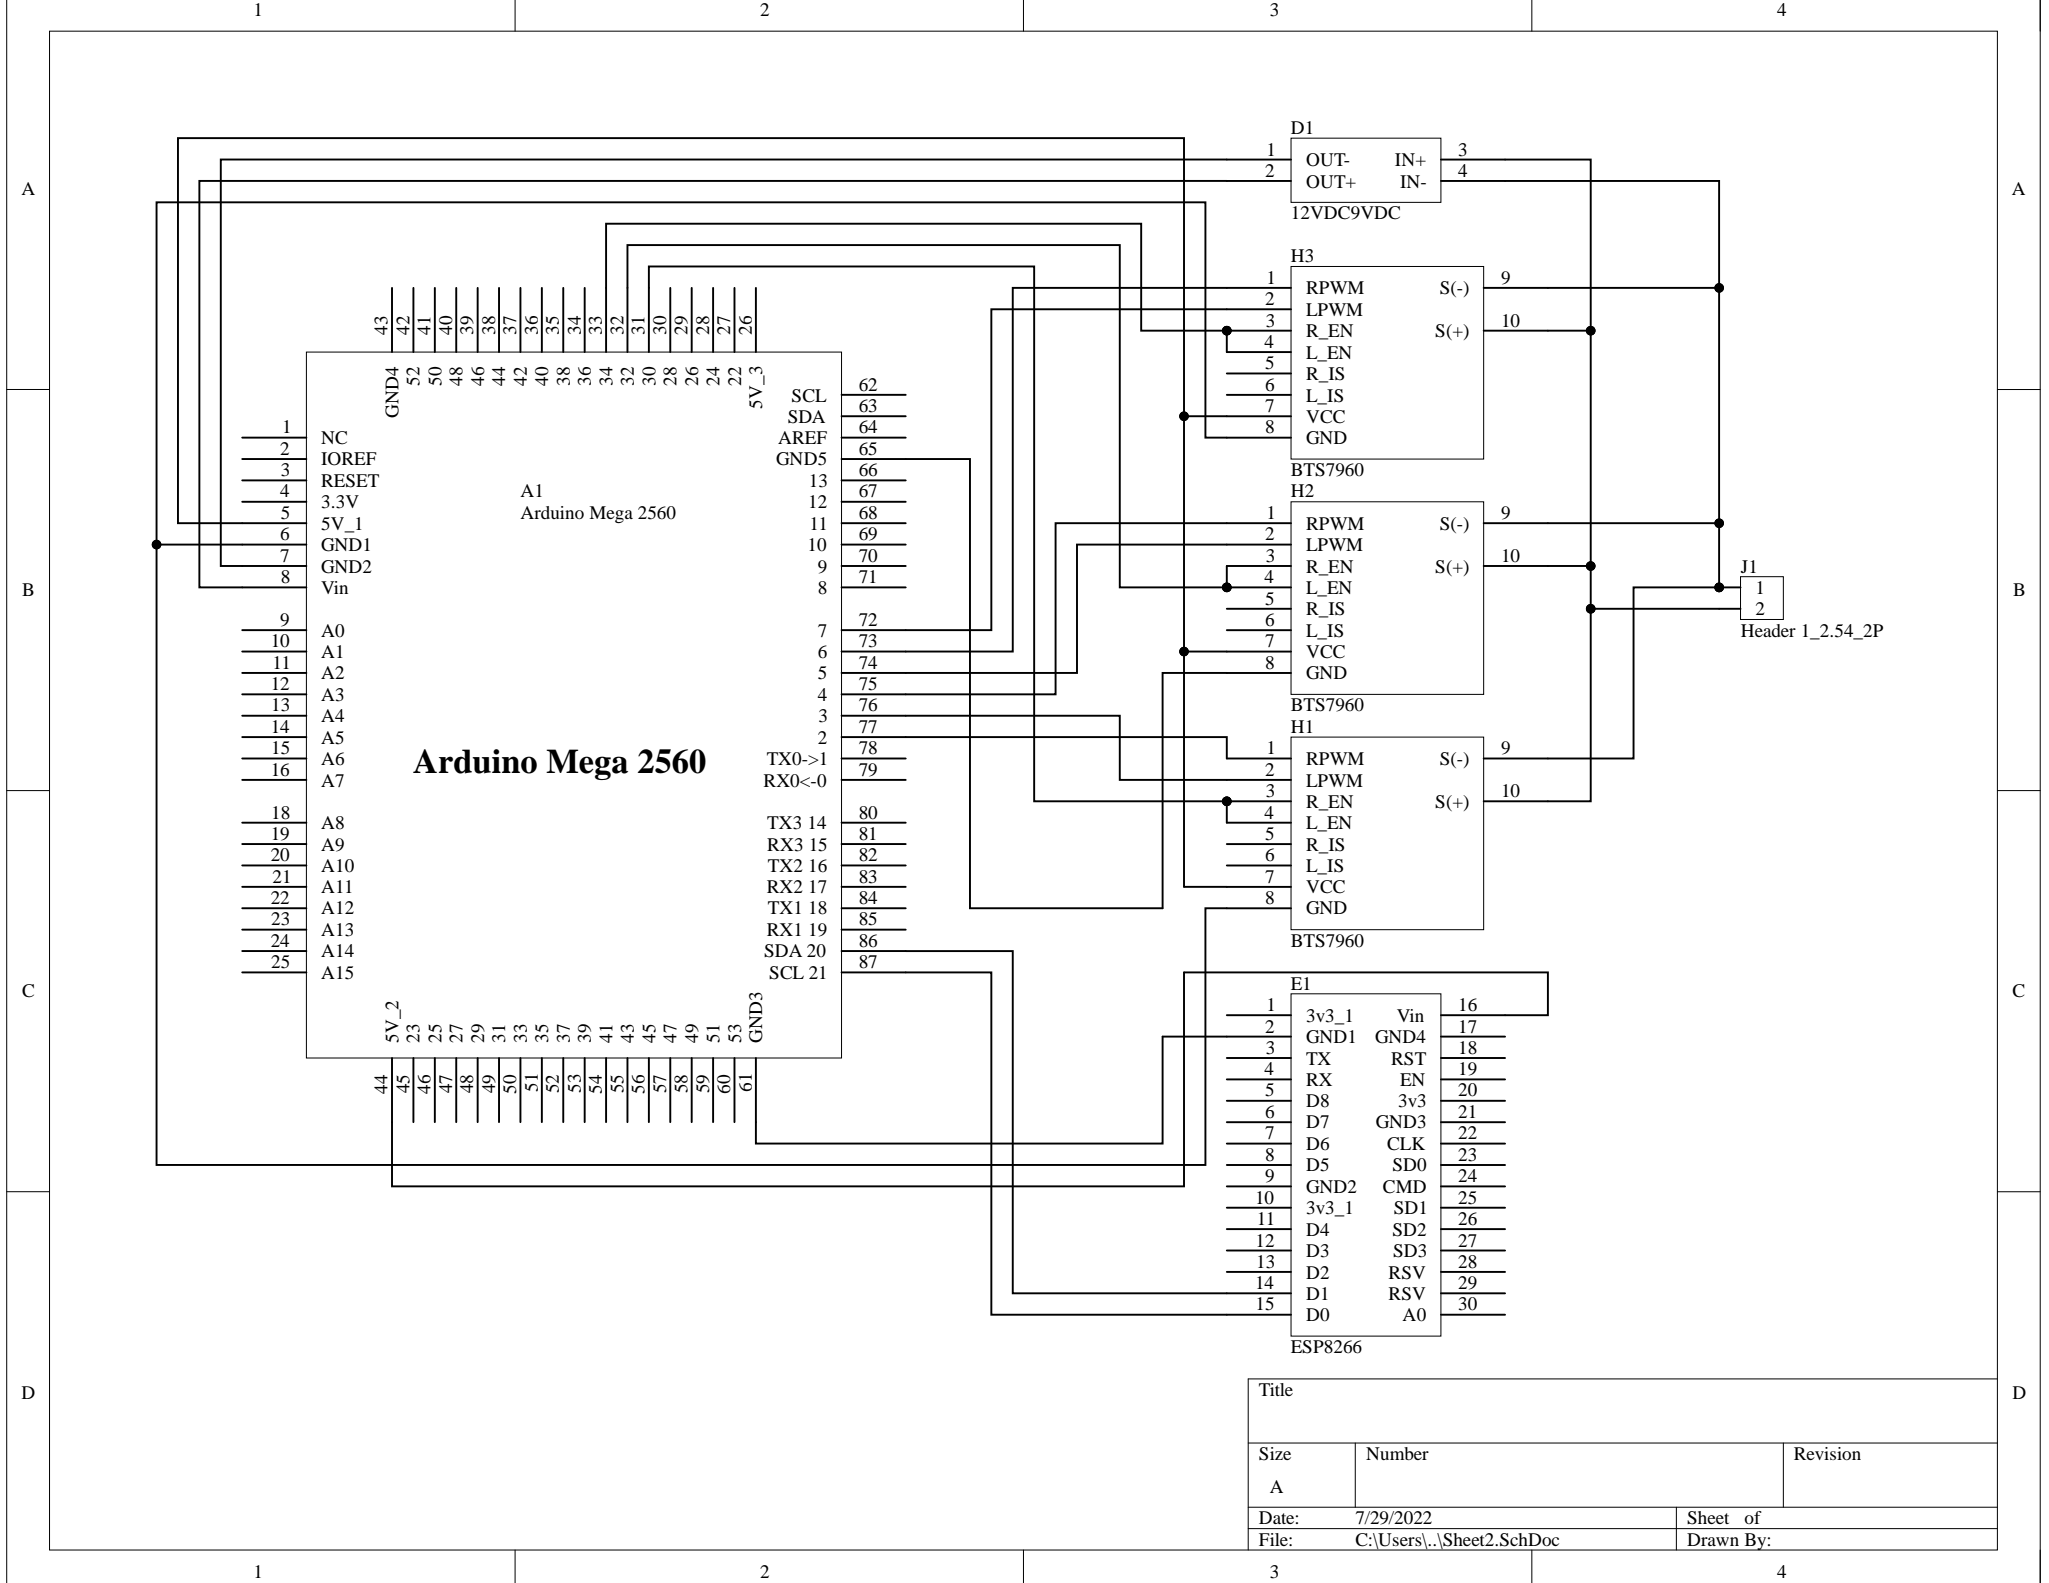 1 2 3 4
A A
B B
C C
D D
1 2 3 4
D1
1 OUT- IN+ 3
2 OUT+ IN- 4
12VDC9VDC
H3
1 RPWM S(-) 9
2 LPWM
3 R_EN S(+) 10
4 L_EN
5 R_IS
6 L_IS
7 VCC
8 GND
BTS7960
H2
1 RPWM S(-) 9
2 LPWM
3 R_EN S(+) 10
4 L_EN
5 R_IS
6 L_IS
7 VCC
8 GND
BTS7960
H1
1 RPWM S(-) 9
2 LPWM
3 R_EN S(+) 10
4 L_EN
5 R_IS
6 L_IS
7 VCC
8 GND
BTS7960
J1
1
2
Header 1_2.54_2P
43 42 41 40 39 38 37 36 35 34 33 32 31 30 29 28 27 26
GND4 52 50 48 46 44 42 40 38 36 34 32 30 28 26 24 22 5V_3
A1
Arduino Mega 2560
Arduino Mega 2560
1 NC
2 IOREF
3 RESET
4 3.3V
5 5V_1
6 GND1
7 GND2
8 Vin
9 A0
10 A1
11 A2
12 A3
13 A4
14 A5
15 A6
16 A7
18 A8
19 A9
20 A10
21 A11
22 A12
23 A13
24 A14
25 A15
SCL 62
SDA 63
AREF 64
GND5 65
13 66
12 67
11 68
10 69
9 70
8 71
7 72
6 73
5 74
4 75
3 76
2 77
TX0->1 78
RX0<-0 79
TX3 14 80
RX3 15 81
TX2 16 82
RX2 17 83
TX1 18 84
RX1 19 85
SDA 20 86
SCL 21 87
5V_2 23 25 27 29 31 33 35 37 39 41 43 45 47 49 51 53 GND3
44 45 46 47 48 49 50 51 52 53 54 55 56 57 58 59 60 61
E1
1 3v3_1 Vin 16
2 GND1 GND4 17
3 TX RST 18
4 RX EN 19
5 D8 3v3 20
6 D7 GND3 21
7 D6 CLK 22
8 D5 SD0 23
9 GND2 CMD 24
10 3v3_1 SD1 25
11 D4 SD2 26
12 D3 SD3 27
13 D2 RSV 28
14 D1 RSV 29
15 D0 A0 30
ESP8266
Title
Size Number Revision
A
Date: 7/29/2022 Sheet of
File: C:\Users\..\Sheet2.SchDoc Drawn By: